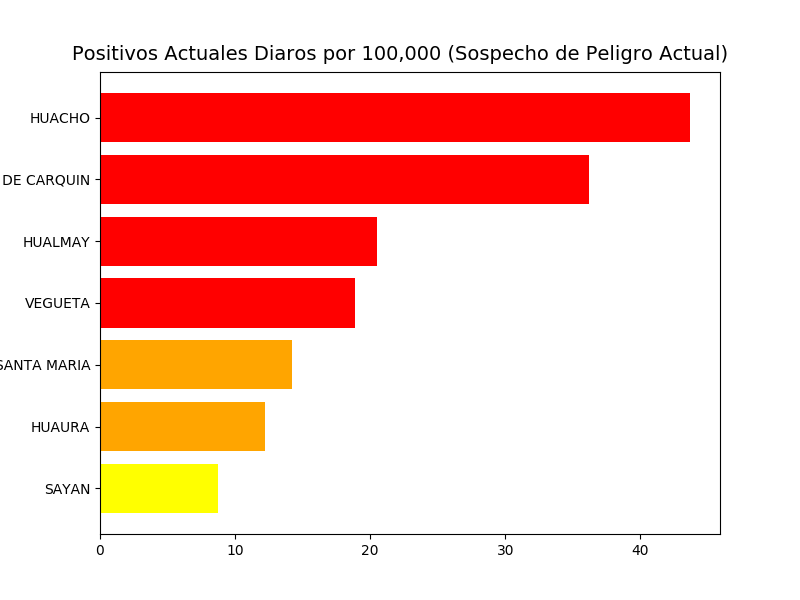 Positivos Actuales Diaros por 100,000 (Sospecho de Peligro Actual)
HUACHO
DE CARQUIN
HUALMAY
VEGUETA
SANTA MARIA
HUAURA
SAYAN
0 10 20 30 40